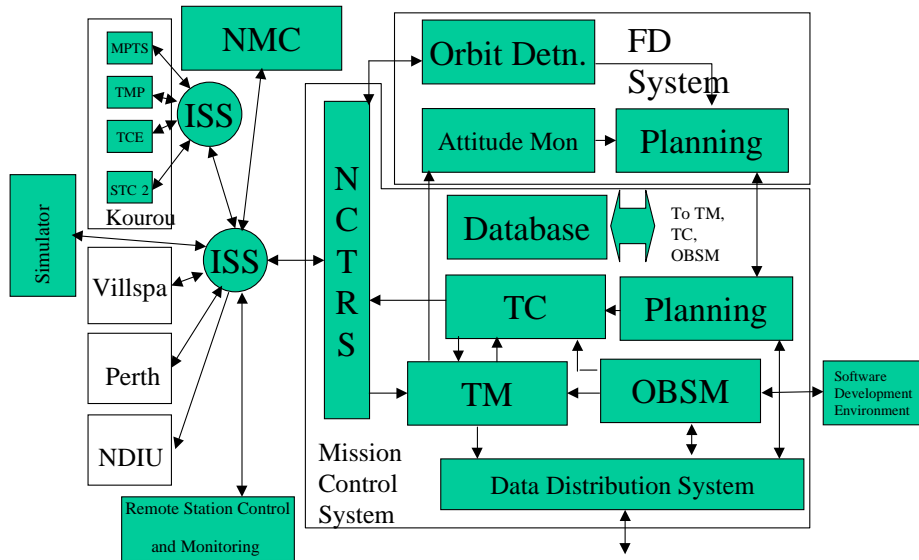 MPTS
TMP
TCE
STC 2
Kourou
ISS
NMC
Orbit Detn.
FD
System
Attitude Mon
Planning
N
C
T
R
S
Database
To TM,
TC,
OBSM
Simulator
ISS
Villspa
Perth
NDIU
TC
Planning
TM
OBSM
Software
Development
Environment
Mission
Control
System
Data Distribution System
Remote Station Control
and Monitoring